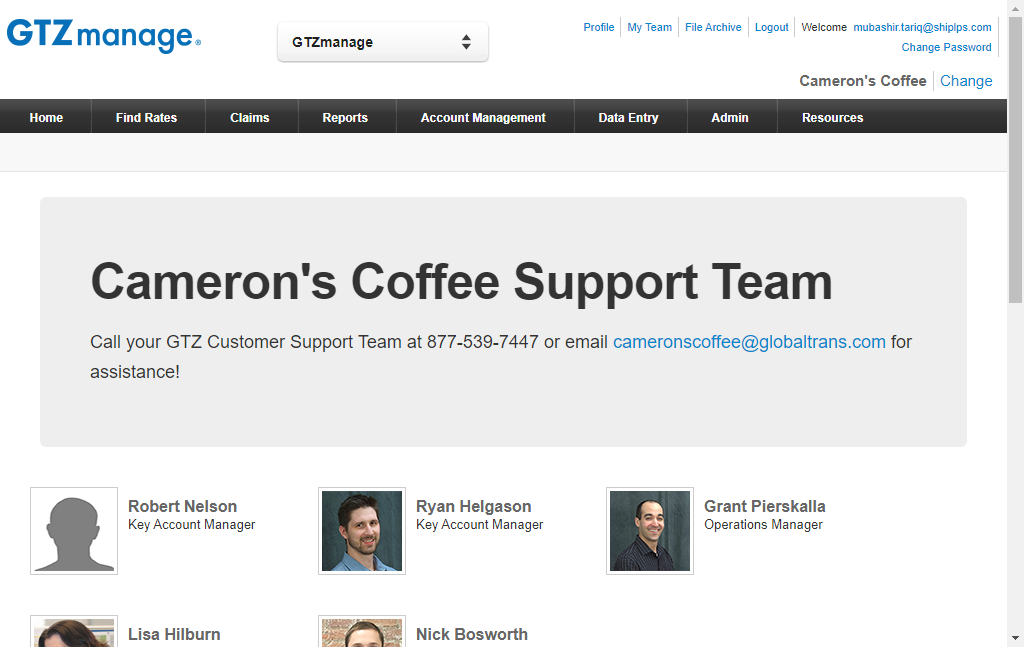 GTZmanage®
GTZmanage
Profile
My Team
File Archive
Logout
Welcome mubashir.tariq@shiplps.com
Change Password
Cameron's Coffee
Change
Home
Find Rates
Claims
Reports
Account Management
Data Entry
Admin
Resources
Cameron's Coffee Support Team
Call your GTZ Customer Support Team at 877-539-7447 or email cameronscoffee@globaltrans.com for
assistance!
Robert Nelson
Key Account Manager
Ryan Helgason
Key Account Manager
Grant Pierskalla
Operations Manager
Lisa Hilburn
Nick Bosworth